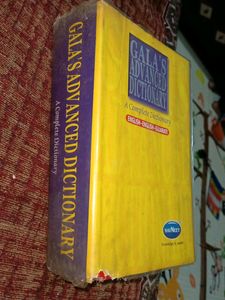 GALA'S ADVANCED DICTIONARY
A Complete Dictionary
GALA'S
ADVANCED
DICTIONARY
A Complete Dictionary
ENGLISH-ENGLISH-GUJARATI
NAVNEET